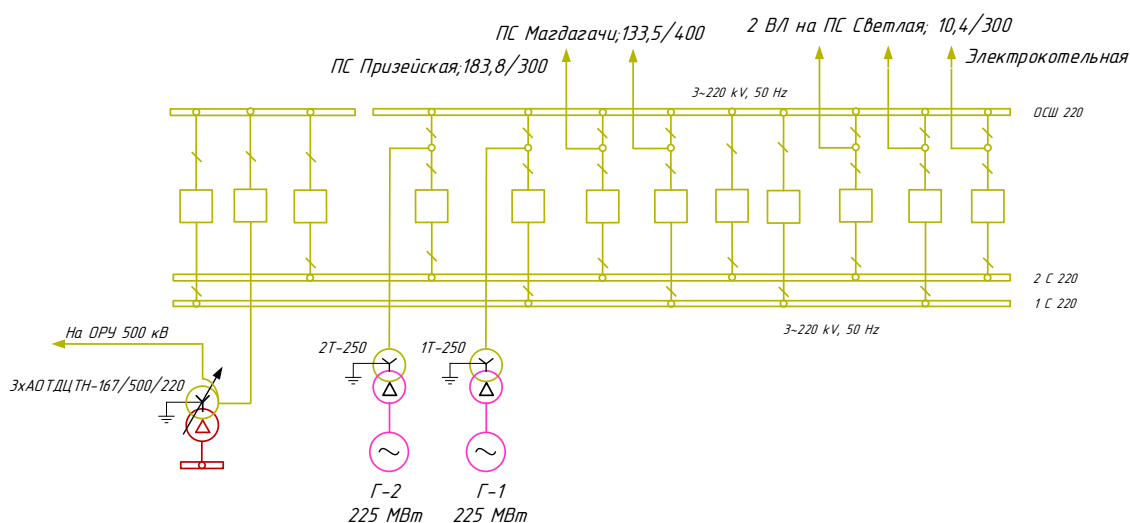 ПС Магдагачи;133,5/400
2 ВЛ на ПС Светлая; 10,4/300
ПС Призейская;183,8/300
Электрокотельная
3~220 kV, 50 Hz
ОСШ 220
2 С 220
1 С 220
3~220 kV, 50 Hz
На ОРУ 500 кВ
2Т-250
1Т-250
3хАОТДЦТН-167/500/220
Г-2
225 МВт
Г-1
225 МВт